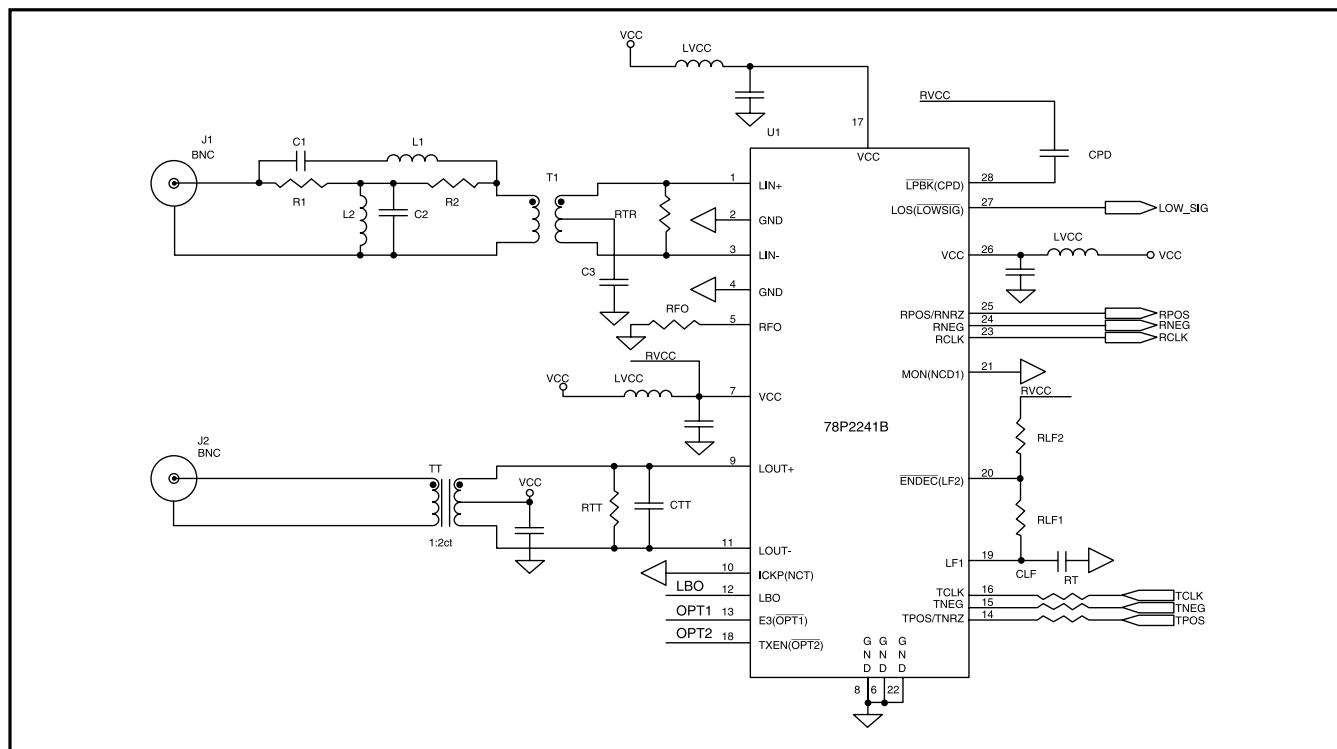 VCC
LVCC
RVCC
J1
BNC
C1
L1
R1
L2
C2
R2
T1
RTR
C3
U1
17
VCC
CPD
1
LIN+
2
GND
3
LIN-
4
GND
RFO
5
RFO
RVCC
VCC
LVCC
7
VCC
78P2241B
28
LPBK(CPD)
27
LOS(LOWSIG)
LOW_SIG
LVCC
26
VCC
VCC
25
RPOS/RNRZ
RPOS
24
RNEG
RNEG
23
RCLK
RCLK
21
MON(NCD1)
RVCC
RLF2
20
ENDEC(LF2)
RLF1
19
LF1
CLF
RT
16
TCLK
TCLK
15
TNEG
TNEG
14
TPOS/TNRZ
TPOS
J2
BNC
TT
1:2ct
VCC
RTT
CTT
9
LOUT+
11
LOUT-
10
ICKP(NCT)
LBO
12
LBO
OPT1
13
E3(OPT1)
OPT2
18
TXEN(OPT2)
GND
GND
GND
8
6
22